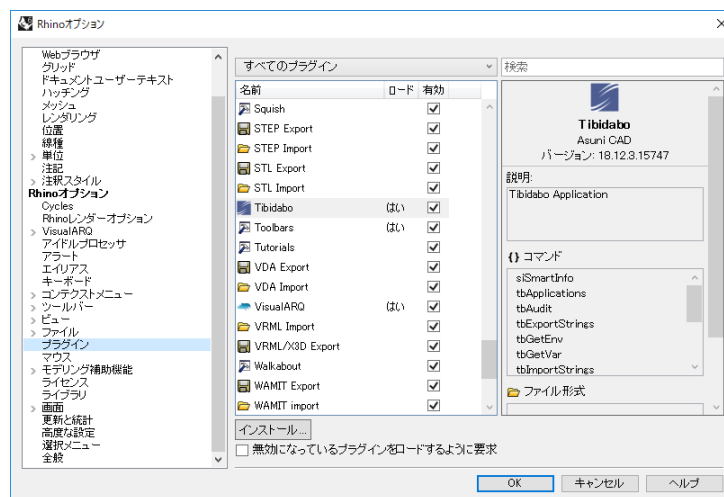 Rhinoオプション
Webブラウザ
グリッド
ドキュメントユーザーテキスト
ハッチング
メッシュ
レンダリング
位置
線種
単位
注記
注釈スタイル
Rhinoオプション
Cycles
Rhinoレンダーオプション
VisualARQ
アイドルプロセッサ
アラート
エイリアス
キーボード
コンテクストメニュー
ツールバー
ビュー
ファイル
プラグイン
マウス
モデリング補助機能
ライセンス
ライブラリ
画面
更新と統計
高度な設定
選択メニュー
全般
すべてのプラグイン
名前 ロード 有効
Squish
STEP Export
STEP Import
STL Export
STL Import
Tibidabo はい
Toolbars はい
Tutorials
VDA Export
VDA Import
VisualARQ はい
VRML Import
VRML/X3D Export
Walkabout
WAMIT Export
WAMIT import
インストール...
無効になっているプラグインをロードするように要求
検索
Tibidabo
Asuni CAD
バージョン: 18.12.3.15747
説明:
Tibidabo Application
{} コマンド
siSmartInfo
tbApplications
tbAudit
tbExportStrings
tbGetEnv
tbGetVar
tbImportStrings
ファイル形式
OK キャンセル ヘルプ